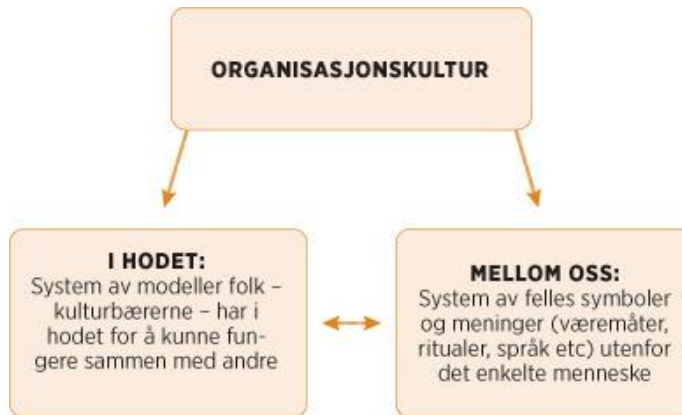 ORGANISASJONSKULTUR
I HODET:
System av modeller folk –
kulturbærerne – har i
hodet for å kunne fun-
gere sammen med andre
MELLOM OSS:
System av felles symboler
og meninger (væremåter,
ritualer, språk etc) utenfor
det enkelte menneske